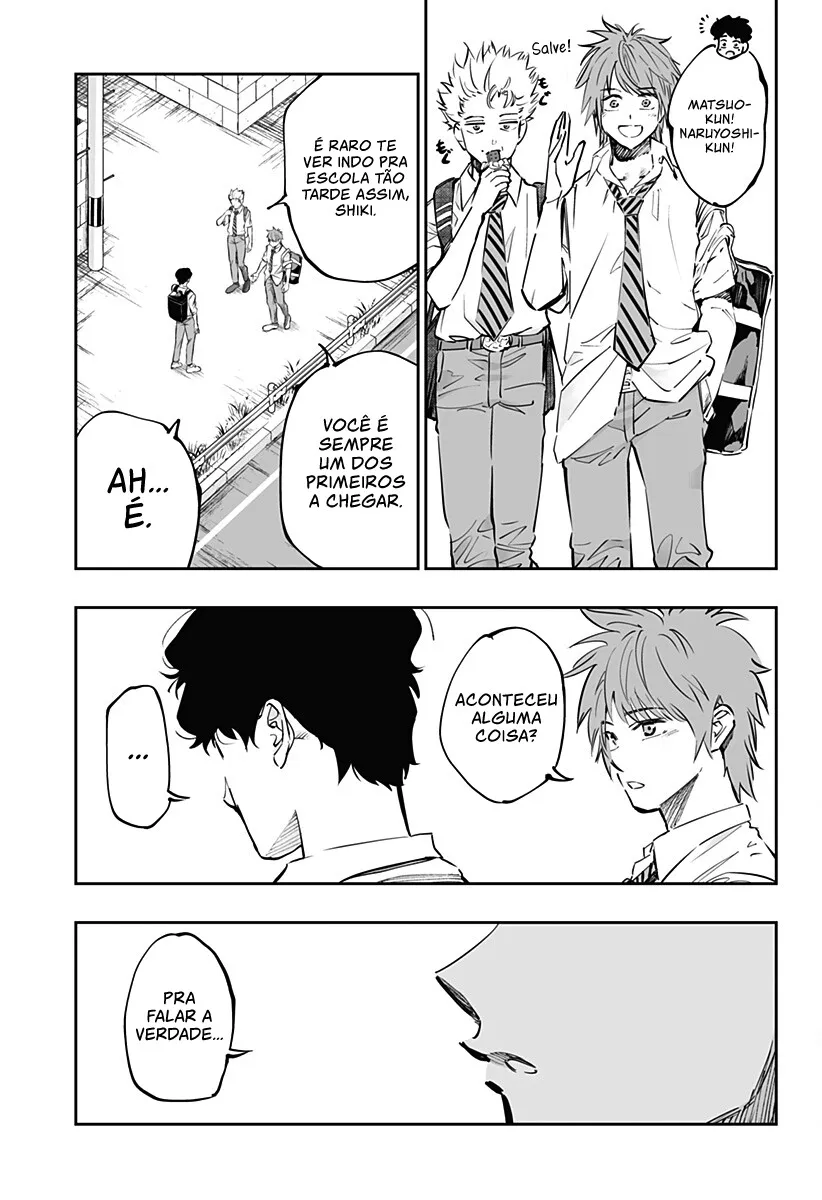 MATSUO-
KUN!
NARUYOSHI-
KUN!
Salve!
É RARO TE
VER INDO PRA
ESCOLA TÃO
TARDE ASSIM,
SHIKI.
VOCÊ É
SEMPRE
UM DOS
PRIMEIROS
A CHEGAR.
AH...
É.
ACONTECEU
ALGUMA
COISA?
...
PRA
FALAR A
VERDADE...